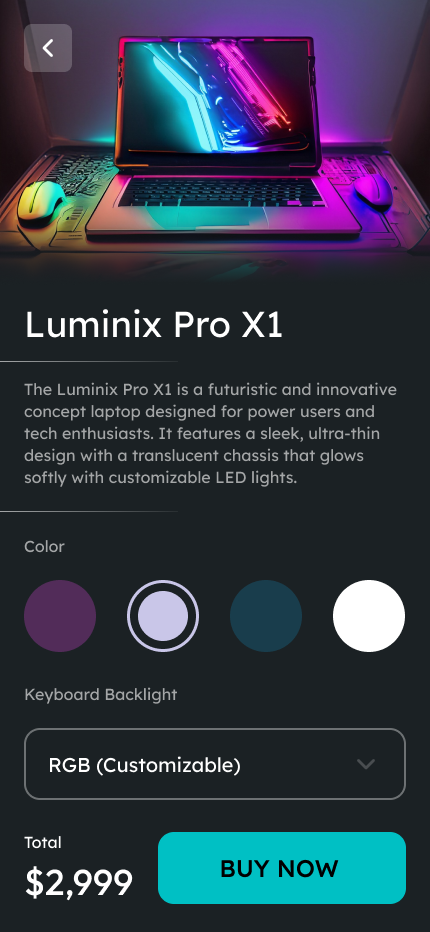 Luminix Pro X1
The Luminix Pro X1 is a futuristic and innovative
concept laptop designed for power users and
tech enthusiasts. It features a sleek, ultra-thin
design with a translucent chassis that glows
softly with customizable LED lights.
Color
Keyboard Backlight
RGB (Customizable)
Total
$2,999
BUY NOW